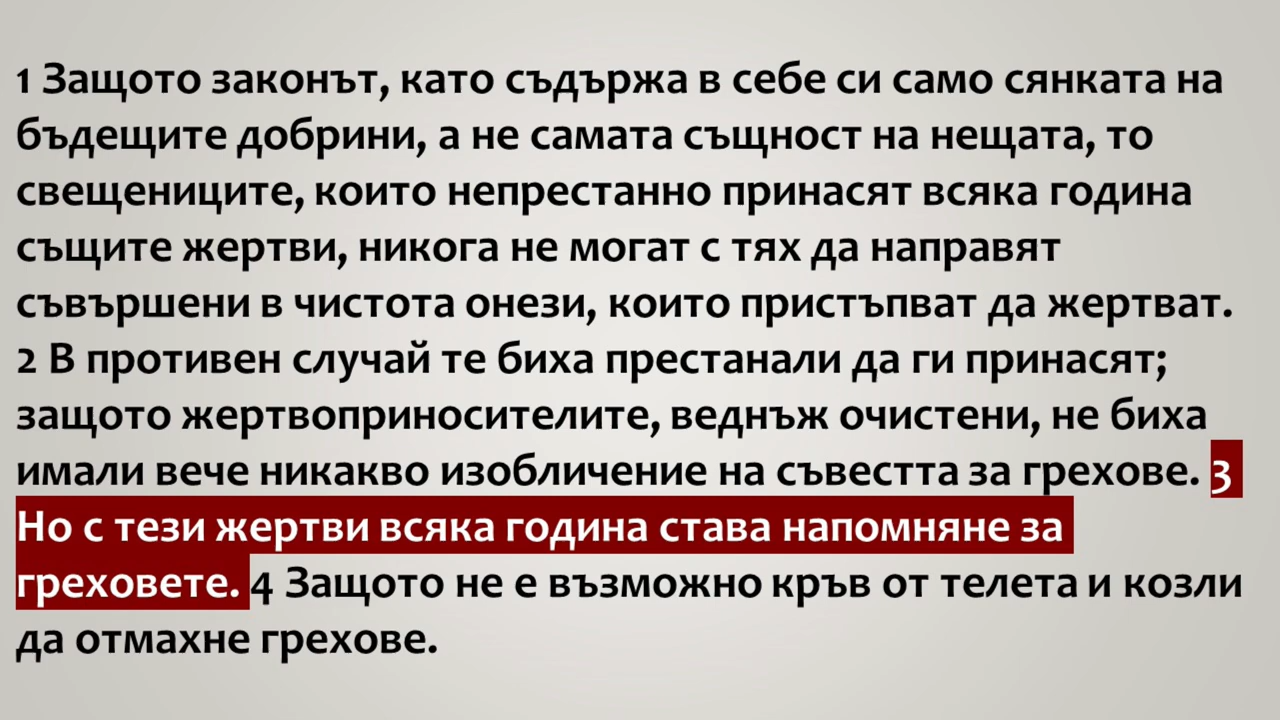 1 Защото законът, като съдържа в себе си само сянката на
бъдещите добрини, а не самата същност на нещата, то
свещениците, които непрестанно принасят всяка година
същите жертви, никога не могат с тях да направят
съвършени в чистота онези, които пристъпват да жертват.
2 В противен случай те биха престанали да ги принасят;
защото жертвоприносителите, веднъж очистени, не биха
имали вече никакво изобличение на съвестта за грехове. 3
Но с тези жертви всяка година става напомняне за
греховете. 4 Защото не е възможно кръв от телета и козли
да отмахне грехове.